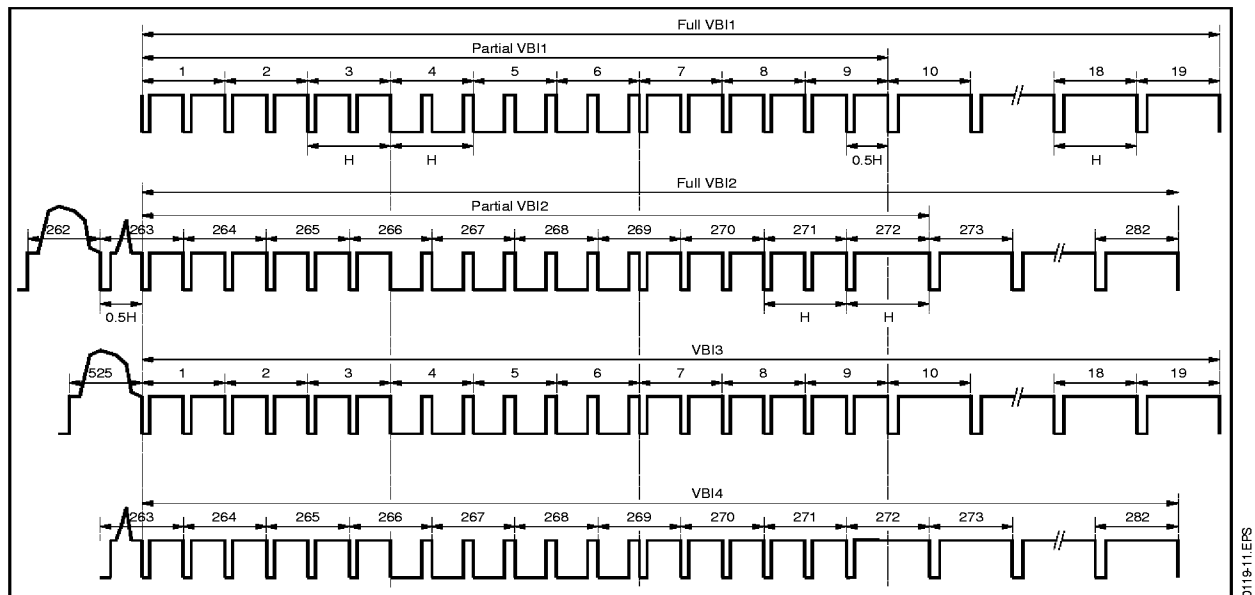 Full VBI1
Partial VBI1
1 2 3 4 5 6 7 8 9 10 18 19
//
H H 0.5H H
Full VBI2
Partial VBI2
262 263 264 265 266 267 268 269 270 271 272 273 282
//
0.5H H H
VBI3
525 1 2 3 4 5 6 7 8 9 10 18 19
//
VBI4
263 264 265 266 267 268 269 270 271 272 273 282
//
0119-11.EPS